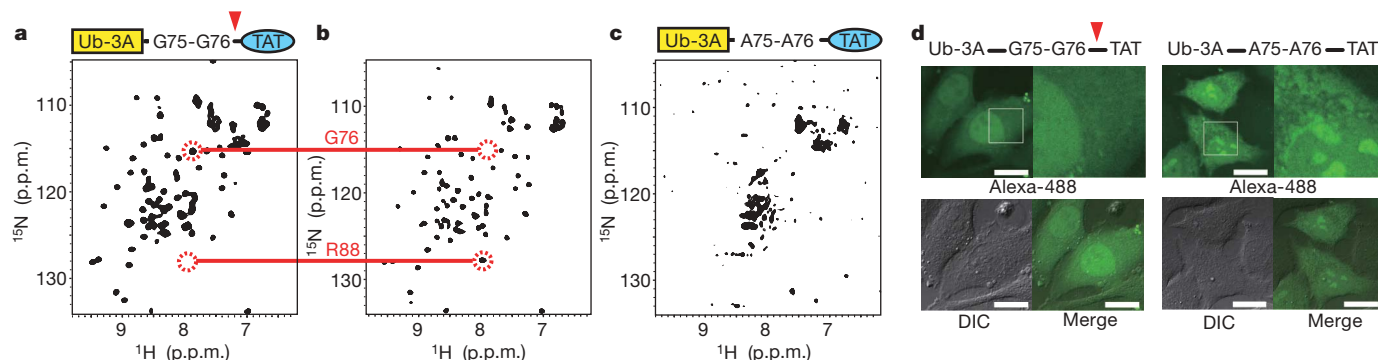 a
Ub-3A G75-G76 TAT
b
c
Ub-3A A75-A76 TAT
d
Ub-3A G75-G76 TAT
Ub-3A A75-A76 TAT
110
120
130
¹⁵N (p.p.m.)
9 8 7
¹H (p.p.m.)
G76
R88
110
120
130
¹⁵N (p.p.m.)
9 8 7
¹H (p.p.m.)
110
120
130
¹⁵N (p.p.m.)
9 8 7
¹H (p.p.m.)
Alexa-488
Alexa-488
DIC Merge
DIC Merge